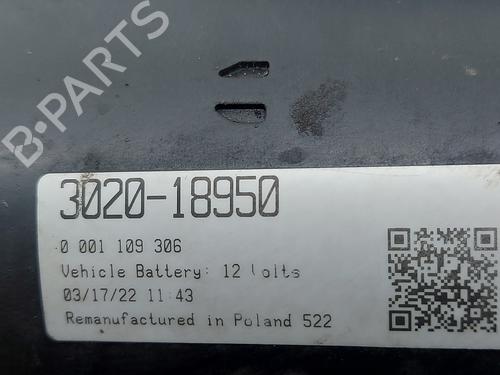 B-PARTS
3020-18950
0 001 109 306
Vehicle Battery: 12 Volts
03/17/22 11:43
Remanufactured in Poland 522